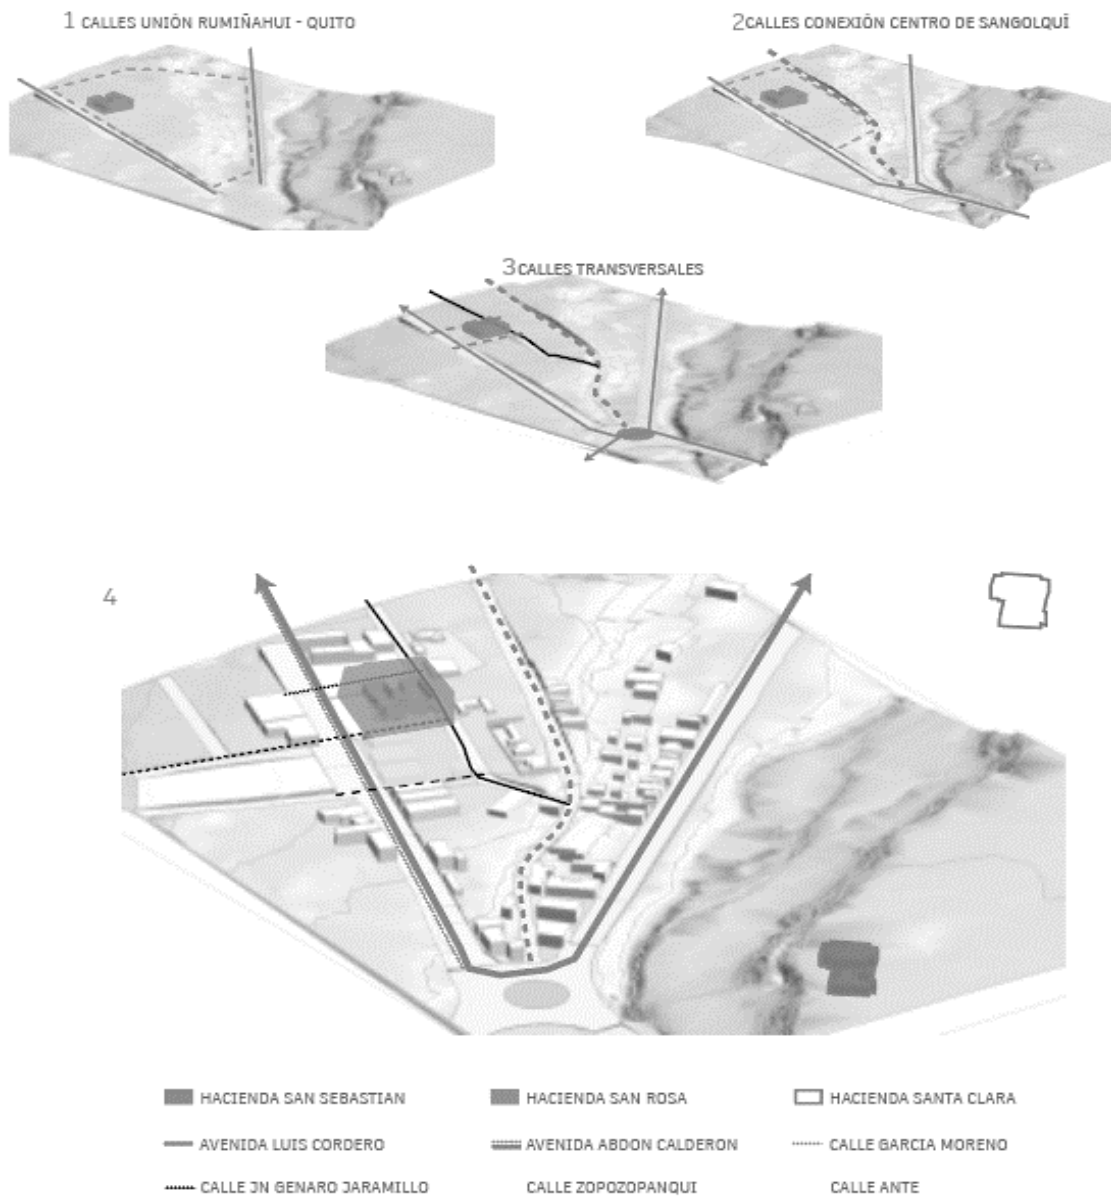 1 CALLES UNIÓN RUMIÑAHUI - QUITO
2CALLES CONEXIÓN CENTRO DE SANGOLQUÍ
3CALLES TRANSVERSALES
4
HACIENDA SAN SEBASTIAN
HACIENDA SAN ROSA
HACIENDA SANTA CLARA
AVENIDA LUIS CORDERO
AVENIDA ABDON CALDERON
CALLE GARCIA MORENO
CALLE JN GENARO JARAMILLO
CALLE ZOPOZOPANQUI
CALLE ANTE